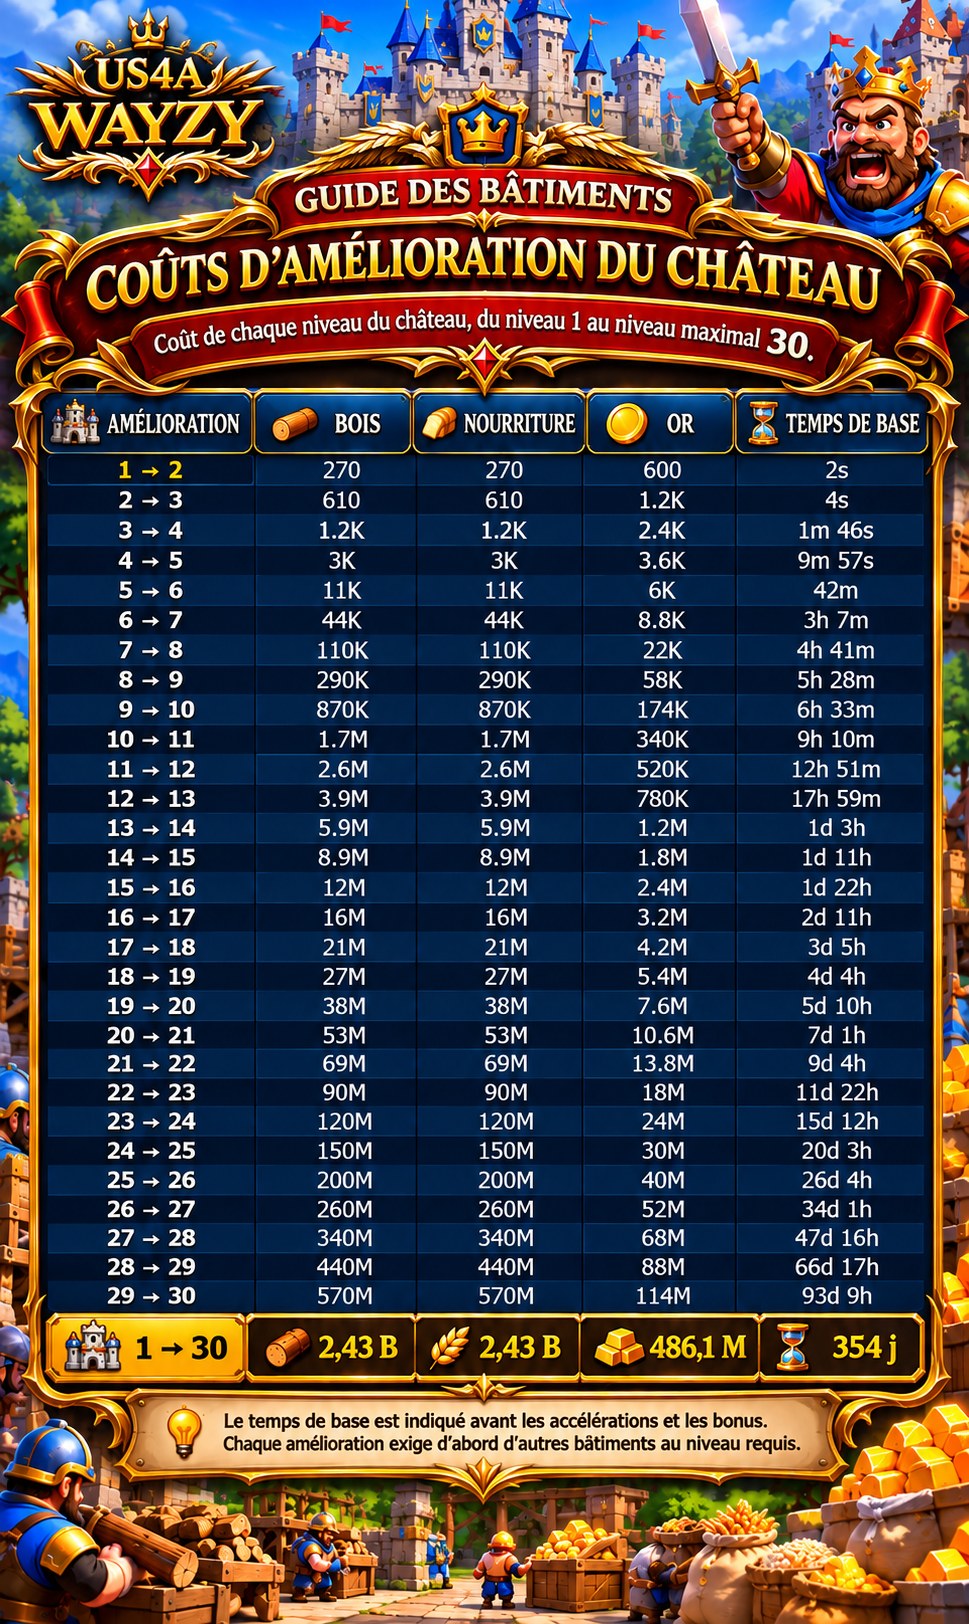 US4A
WAYZY
GUIDE DES BÂTIMENTS
COÛTS D'AMÉLIORATION DU CHÂTEAU
Coût de chaque niveau du château, du niveau 1 au niveau maximal 30.
AMÉLIORATION BOIS NOURRITURE OR TEMPS DE BASE
1 → 2 270 270 600 2s
2 → 3 610 610 1.2K 4s
3 → 4 1.2K 1.2K 2.4K 1m 46s
4 → 5 3K 3K 3.6K 9m 57s
5 → 6 11K 11K 6K 42m
6 → 7 44K 44K 8.8K 3h 7m
7 → 8 110K 110K 22K 4h 41m
8 → 9 290K 290K 58K 5h 28m
9 → 10 870K 870K 174K 6h 33m
10 → 11 1.7M 1.7M 340K 9h 10m
11 → 12 2.6M 2.6M 520K 12h 51m
12 → 13 3.9M 3.9M 780K 17h 59m
13 → 14 5.9M 5.9M 1.2M 1d 3h
14 → 15 8.9M 8.9M 1.8M 1d 11h
15 → 16 12M 12M 2.4M 1d 22h
16 → 17 16M 16M 3.2M 2d 11h
17 → 18 21M 21M 4.2M 3d 5h
18 → 19 27M 27M 5.4M 4d 4h
19 → 20 38M 38M 7.6M 5d 10h
20 → 21 53M 53M 10.6M 7d 1h
21 → 22 69M 69M 13.8M 9d 4h
22 → 23 90M 90M 18M 11d 22h
23 → 24 120M 120M 24M 15d 12h
24 → 25 150M 150M 30M 20d 3h
25 → 26 200M 200M 40M 26d 4h
26 → 27 260M 260M 52M 34d 1h
27 → 28 340M 340M 68M 47d 16h
28 → 29 440M 440M 88M 66d 17h
29 → 30 570M 570M 114M 93d 9h
1 → 30 2,43 B 2,43 B 486,1 M 354 j
Le temps de base est indiqué avant les accélérations et les bonus.
Chaque amélioration exige d'abord d'autres bâtiments au niveau requis.